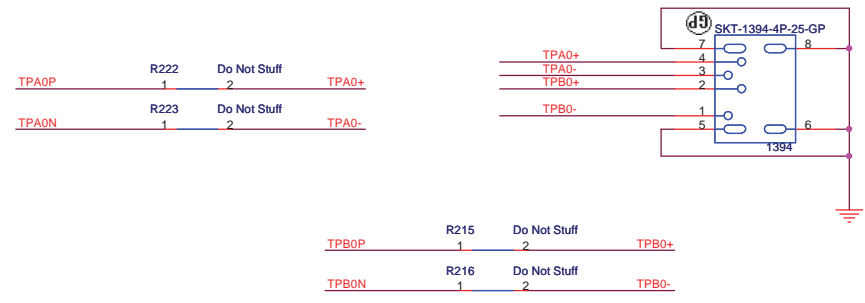 GP
SKT-1394-4P-25-GP
7 8
TPA0+ 4
TPA0- 3
TPB0+ 2
TPB0- 1
5 6
1394
R222 Do Not Stuff
TPA0P 1 2 TPA0+
R223 Do Not Stuff
TPA0N 1 2 TPA0-
R215 Do Not Stuff
TPB0P 1 2 TPB0+
R216 Do Not Stuff
TPB0N 1 2 TPB0-